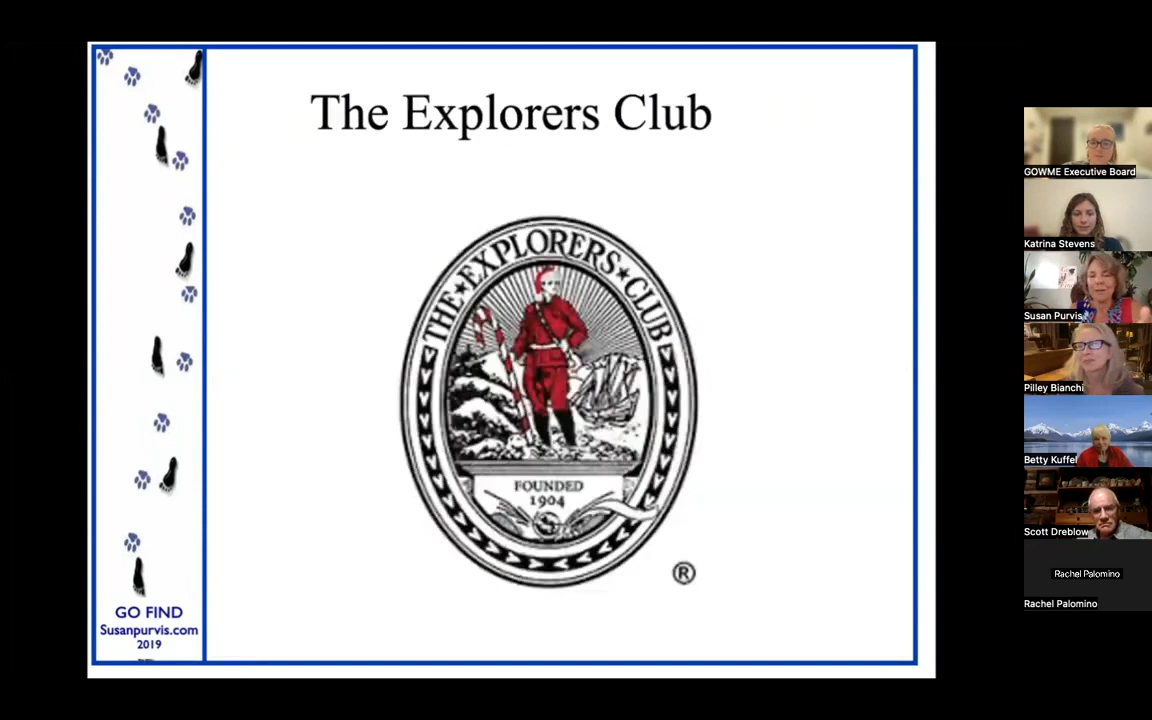 The Explorers Club
THE★EXPLORERS★CLUB
FOUNDED
1904
®
GO FIND
Susanpurvis.com
2019
GOWME Executive Board
Katrina Stevens
Susan Purvis
Pilley Bianchi
Betty Kuffel
Scott Dreblow
Rachel Palomino
Rachel Palomino